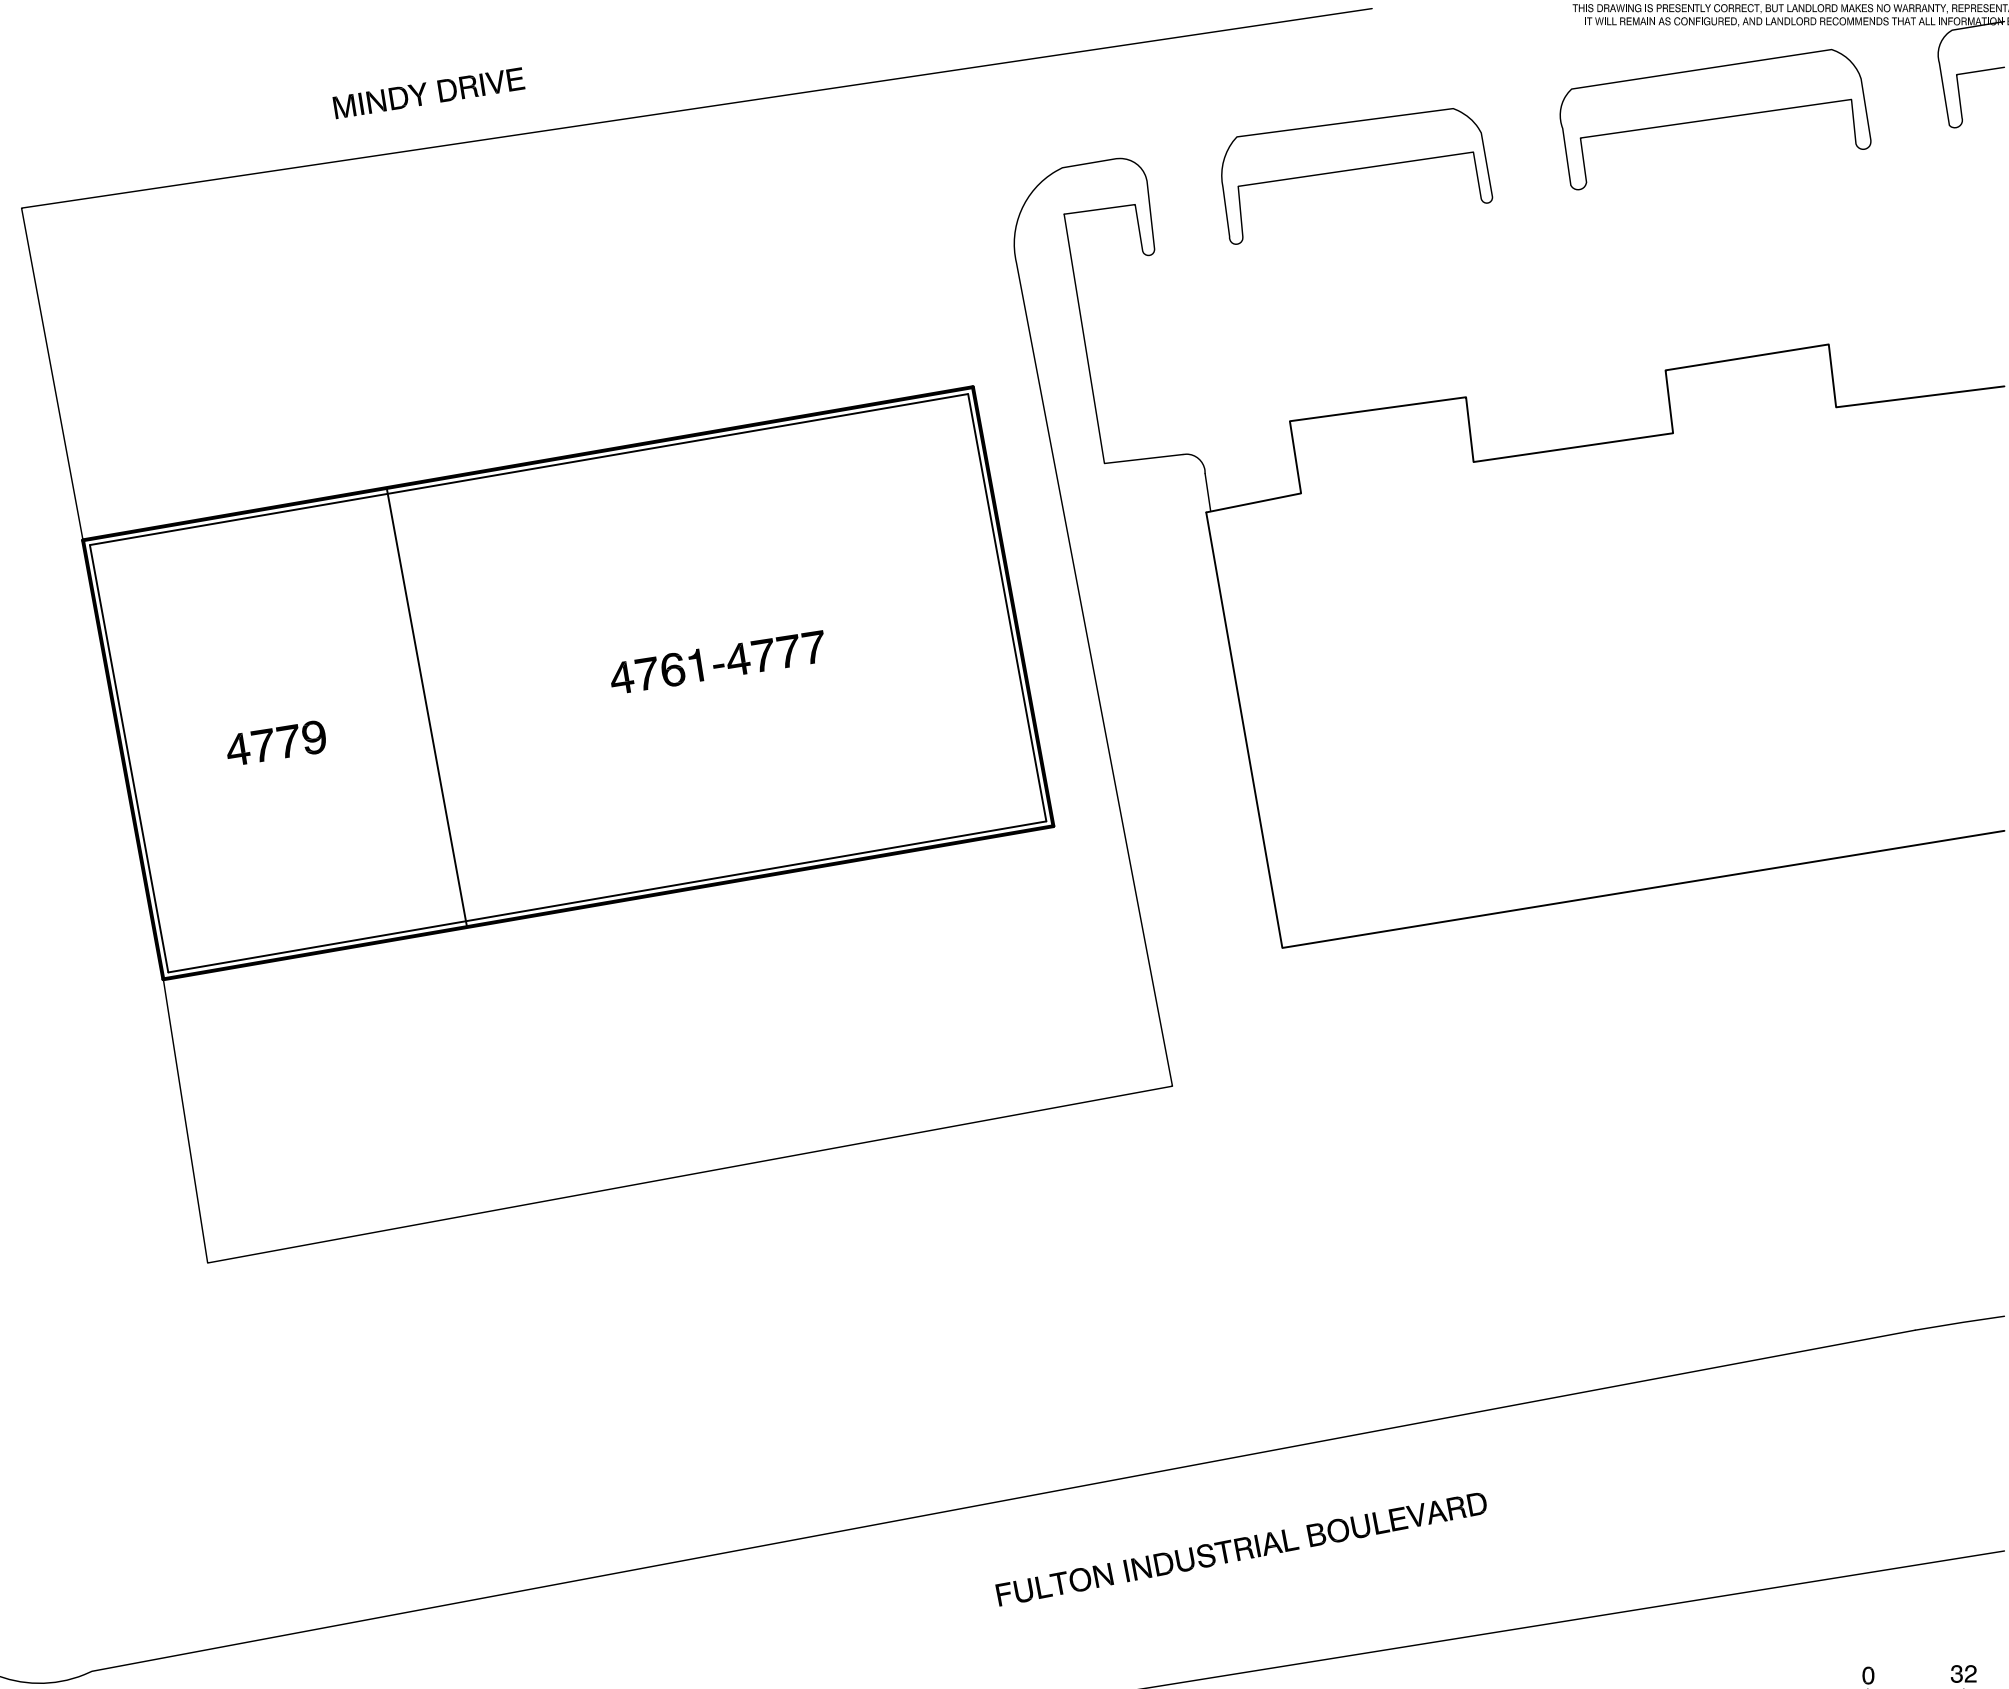 THIS DRAWING IS PRESENTLY CORRECT, BUT LANDLORD MAKES NO WARRANTY,
IT WILL REMAIN AS CONFIGURED, AND LANDLORD RECOMMENDS THAT ALL INFORMATION
MINDY DRIVE
4761-4777
4779
FULTON INDUSTRIAL BOULEVARD
0 32